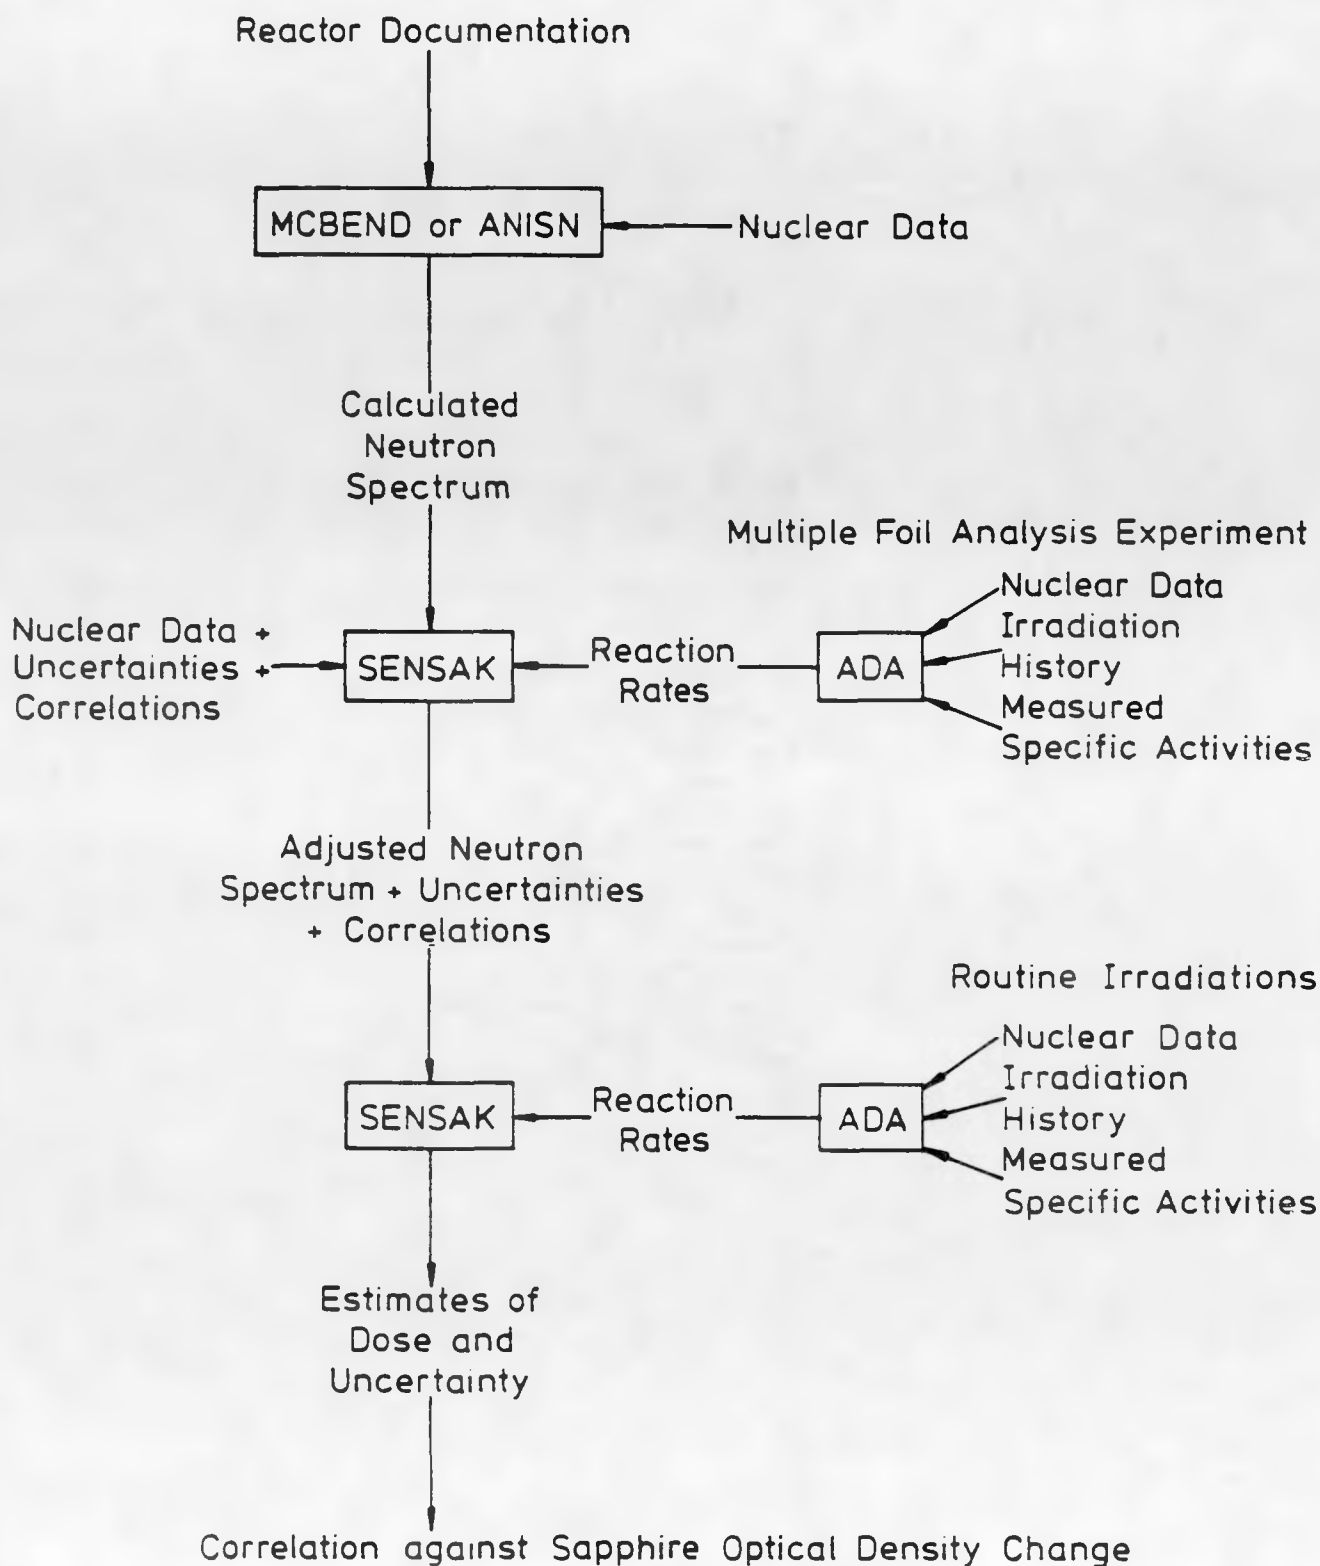 Reactor Documentation
MCBEND or ANISN
Nuclear Data
Calculated
Neutron
Spectrum
Multiple Foil Analysis Experiment
Nuclear Data +
Uncertainties +
Correlations
SENSAK
Reaction
Rates
ADA
Nuclear Data
Irradiation
History
Measured
Specific Activities
Adjusted Neutron
Spectrum + Uncertainties
+ Correlations
Routine Irradiations
SENSAK
Reaction
Rates
ADA
Nuclear Data
Irradiation
History
Measured
Specific Activities
Estimates of
Dose and
Uncertainty
Correlation against Sapphire Optical Density Change